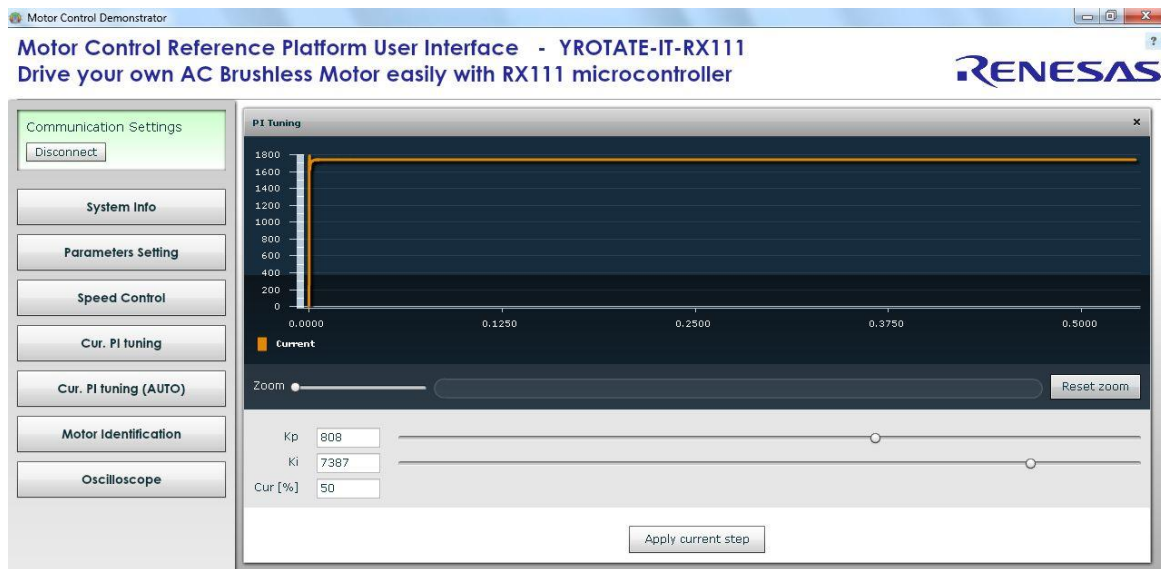 Motor Control Demonstrator
Motor Control Reference Platform User Interface - YROTATE-IT-RX111
Drive your own AC Brushless Motor easily with RX111 microcontroller
?
RENESAS
Communication Settings
Disconnect
System Info
Parameters Setting
Speed Control
Cur. PI tuning
Cur. PI tuning (AUTO)
Motor Identification
Oscilloscope
PI Tuning
x
1800
1600
1400
1200
1000
800
600
400
200
0
0.0000 0.1250 0.2500 0.3750 0.5000
Current
Zoom
Reset zoom
Kp 808
Ki 7387
Cur [%] 50
Apply current step